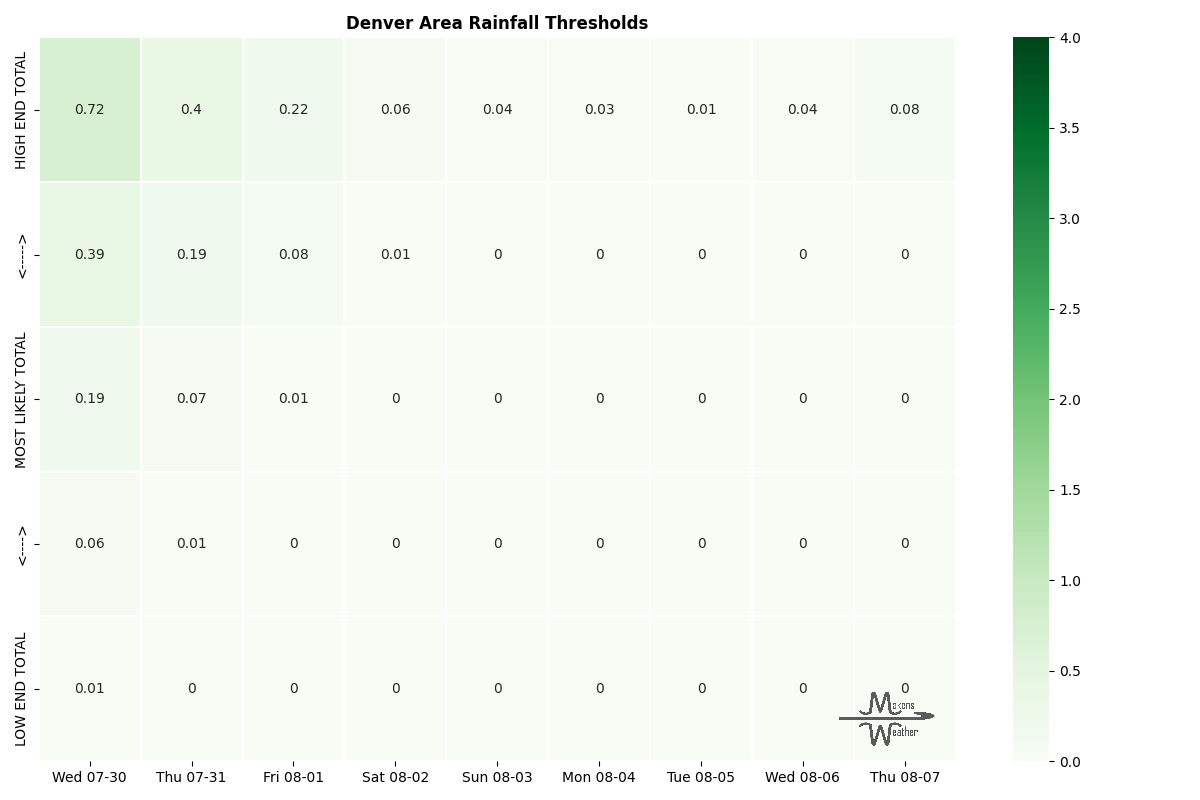 Denver Area Rainfall Thresholds
HIGH END TOTAL
0.72 0.4 0.22 0.06 0.04 0.03 0.01 0.04 0.08
<----->
0.39 0.19 0.08 0.01 0 0 0 0 0
MOST LIKELY TOTAL
0.19 0.07 0.01 0 0 0 0 0 0
<---->
0.06 0.01 0 0 0 0 0 0 0
LOW END TOTAL
0.01 0 0 0 0 0 0 0 0
Wed 07-30 Thu 07-31 Fri 08-01 Sat 08-02 Sun 08-03 Mon 08-04 Tue 08-05 Wed 08-06 Thu 08-07
Makens
Weather
4.0
3.5
3.0
2.5
2.0
1.5
1.0
0.5
0.0